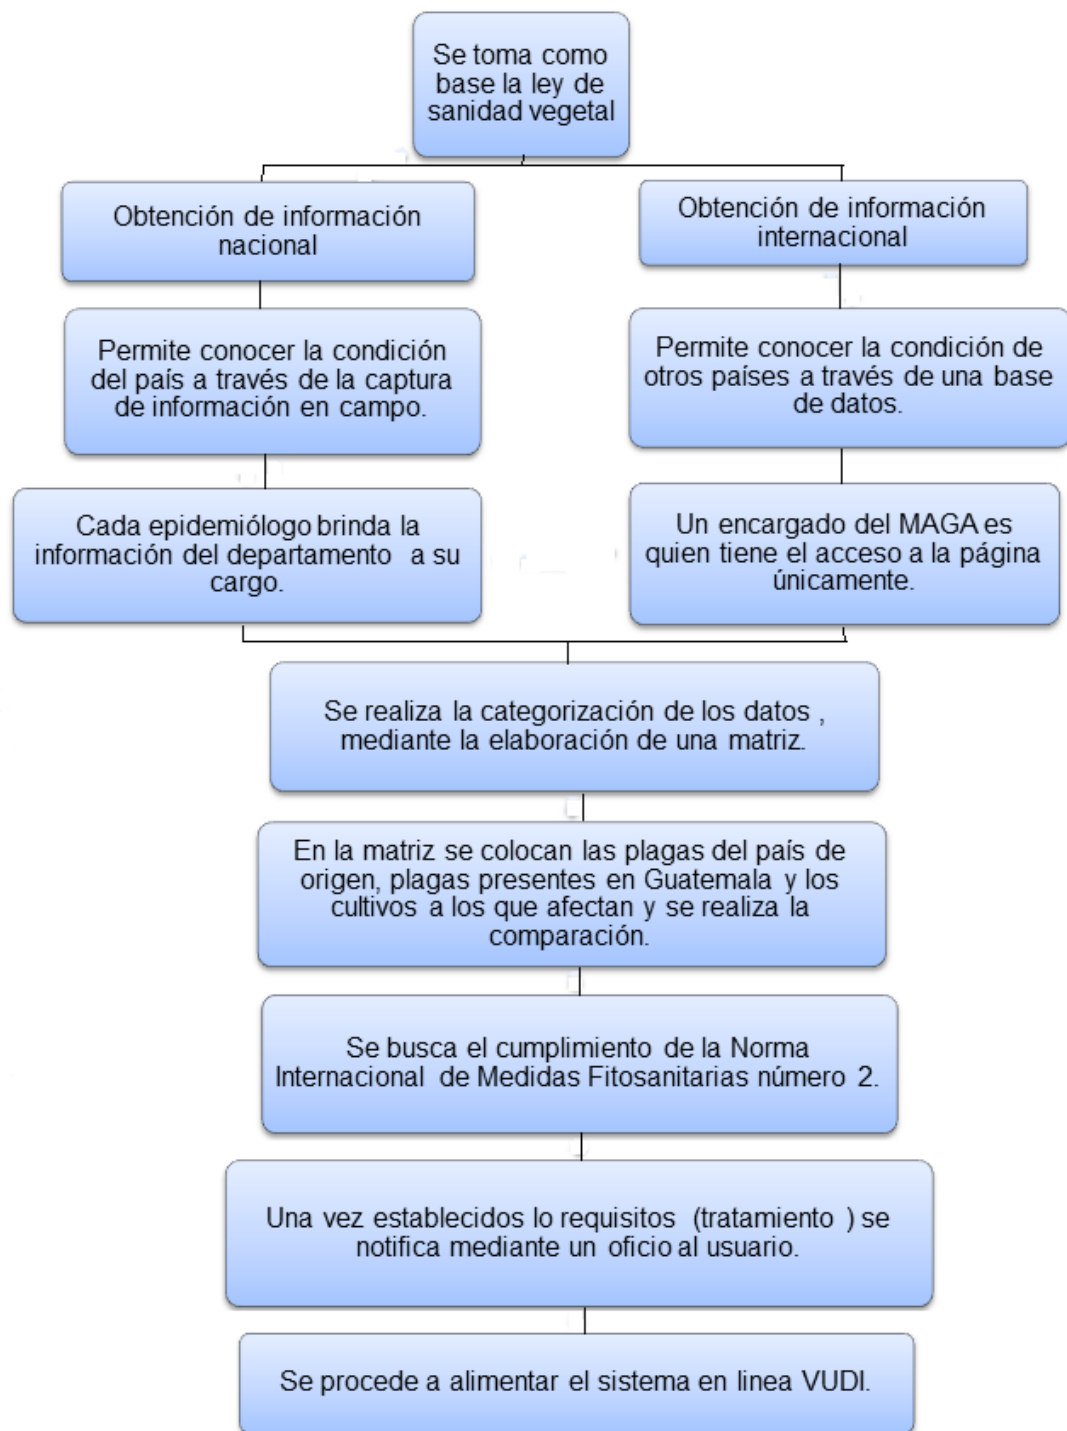 Se toma como
base la ley de
sanidad vegetal
Obtención de información
nacional
Obtención de información
internacional
Permite conocer la condición
del país a través de la captura
de información en campo.
Permite conocer la condición de
otros países a través de una base
de datos.
Cada epidemiólogo brinda la
información del departamento a su
cargo.
Un encargado del MAGA es
quien tiene el acceso a la página
únicamente.
Se realiza la categorización de los datos ,
mediante la elaboración de una matriz.
En la matriz se colocan las plagas del país de
origen, plagas presentes en Guatemala y los
cultivos a los que afectan y se realiza la
comparación.
Se busca el cumplimiento de la Norma
Internacional de Medidas Fitosanitarias número 2.
Una vez establecidos lo requisitos (tratamiento ) se
notifica mediante un oficio al usuario.
Se procede a alimentar el sistema en linea VUDI.